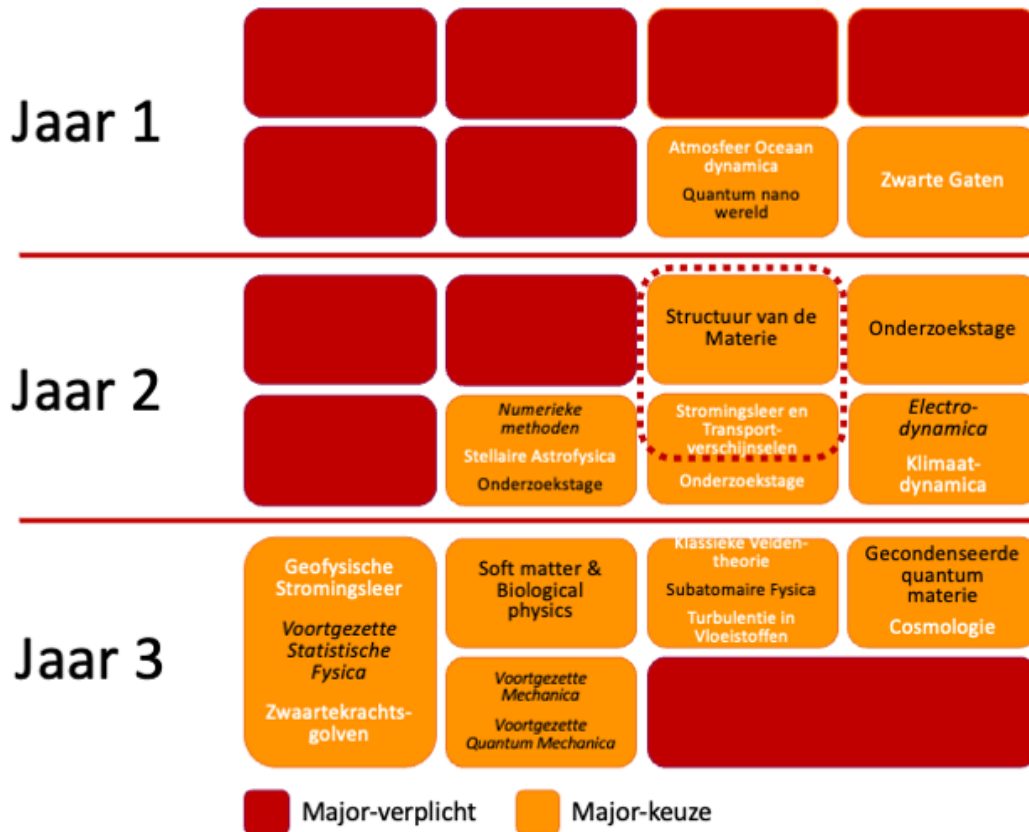 Jaar 1
Atmosfeer Oceaan
dynamica
Quantum nano
wereld
Zwarte Gaten
Jaar 2
Structuur van de
Materie
Onderzoekstage
Numerieke
methoden
Stellaire Astrofysica
Onderzoekstage
Stromingsleer en
Transport-
verschijnselen
Onderzoekstage
Electro-
dynamica
Klimaat-
dynamica
Jaar 3
Geofysische
Stromingsleer
Voortgezette
Statistische
Fysica
Zwaartekrachts-
golven
Soft matter &
Biological
physics
Klassieke Velden-
theorie
Subatomaire Fysica
Turbulentie in
Vloeistoffen
Gecondenseerde
quantum
materie
Cosmologie
Voortgezette
Mechanica
Voortgezette
Quantum Mechanica
Major-verplicht
Major-keuze